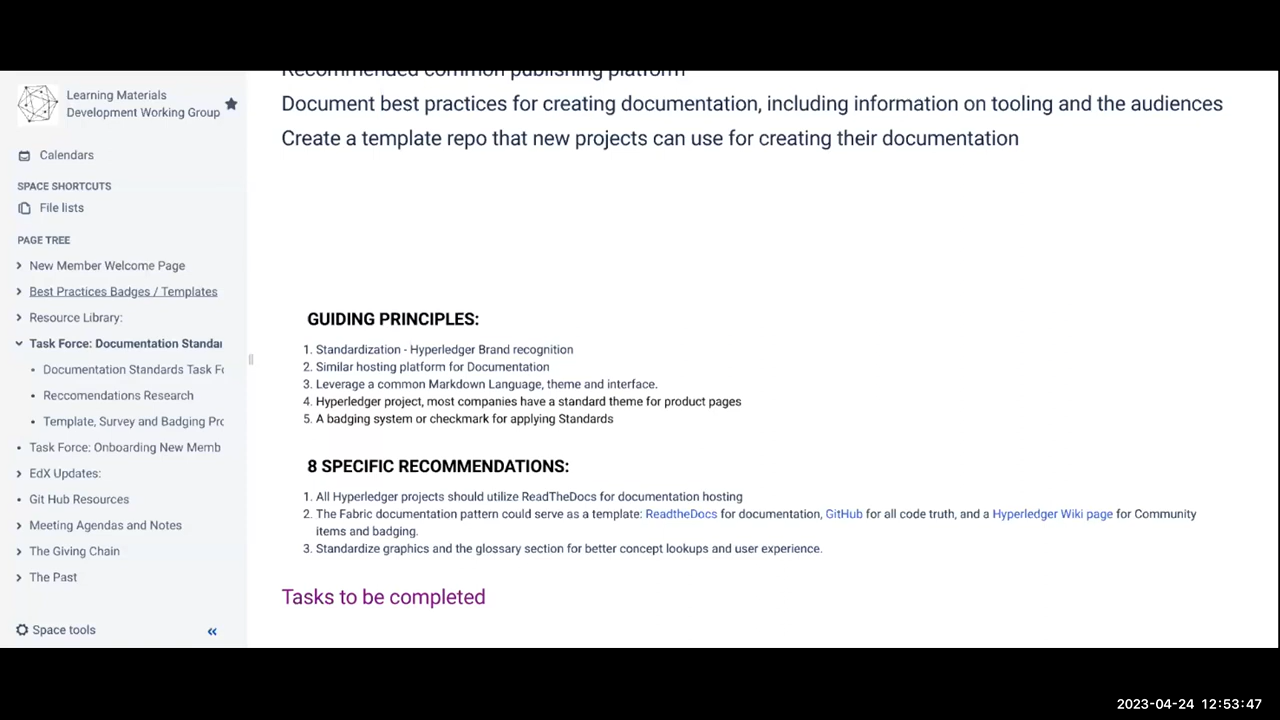 Learning Materials
Development Working Group
Calendars
SPACE SHORTCUTS
File lists
PAGE TREE
New Member Welcome Page
Best Practices Badges / Templates
Resource Library:
Task Force: Documentation Standar
Documentation Standards Task Fo
Reccomendations Research
Template, Survey and Badging Pro
Task Force: Onboarding New Memb
EdX Updates:
Git Hub Resources
Meeting Agendas and Notes
The Giving Chain
The Past
Space tools
Recommended common publishing platform
Document best practices for creating documentation, including information on tooling and the audiences
Create a template repo that new projects can use for creating their documentation
GUIDING PRINCIPLES:
1. Standardization - Hyperledger Brand recognition
2. Similar hosting platform for Documentation
3. Leverage a common Markdown Language, theme and interface.
4. Hyperledger project, most companies have a standard theme for product pages
5. A badging system or checkmark for applying Standards
8 SPECIFIC RECOMMENDATIONS:
1. All Hyperledger projects should utilize ReadTheDocs for documentation hosting
2. The Fabric documentation pattern could serve as a template: ReadtheDocs for documentation, GitHub for all code truth, and a Hyperledger Wiki page for Community
items and badging.
3. Standardize graphics and the glossary section for better concept lookups and user experience.
Tasks to be completed
2023-04-24 12:53:47